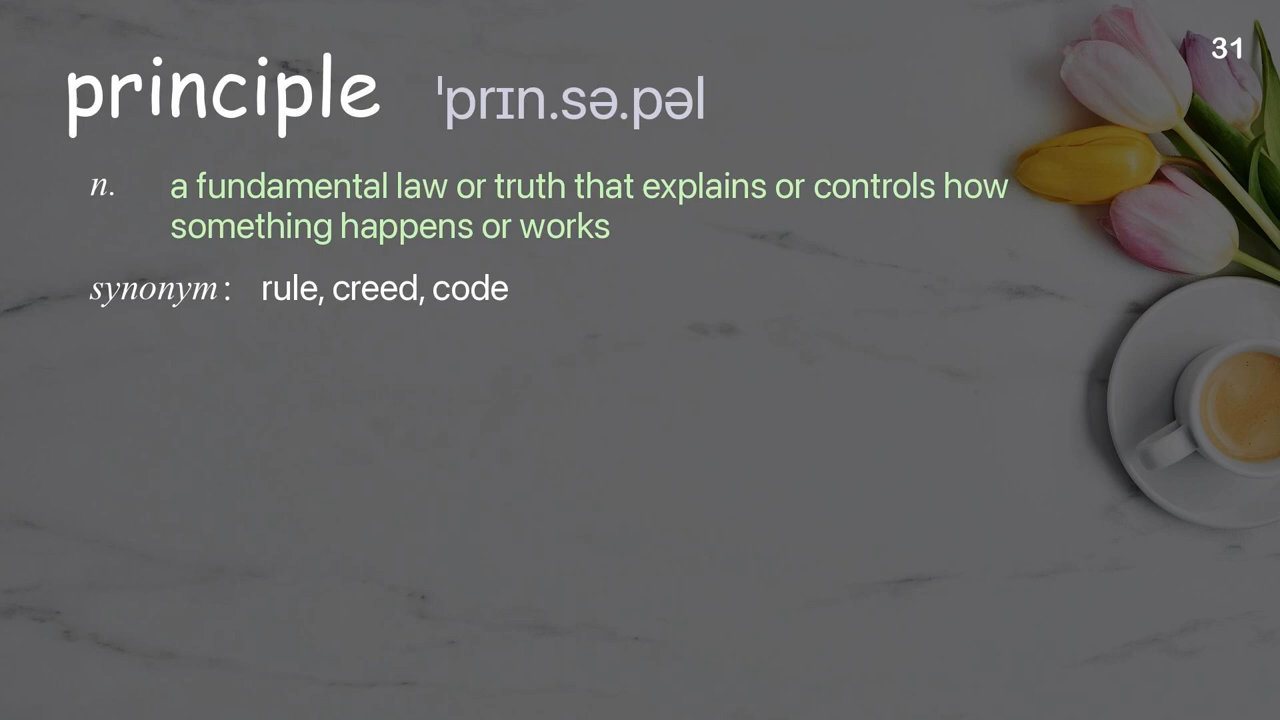 31
principle ˈprɪn.sə.pəl
n. a fundamental law or truth that explains or controls how
something happens or works
synonym: rule, creed, code